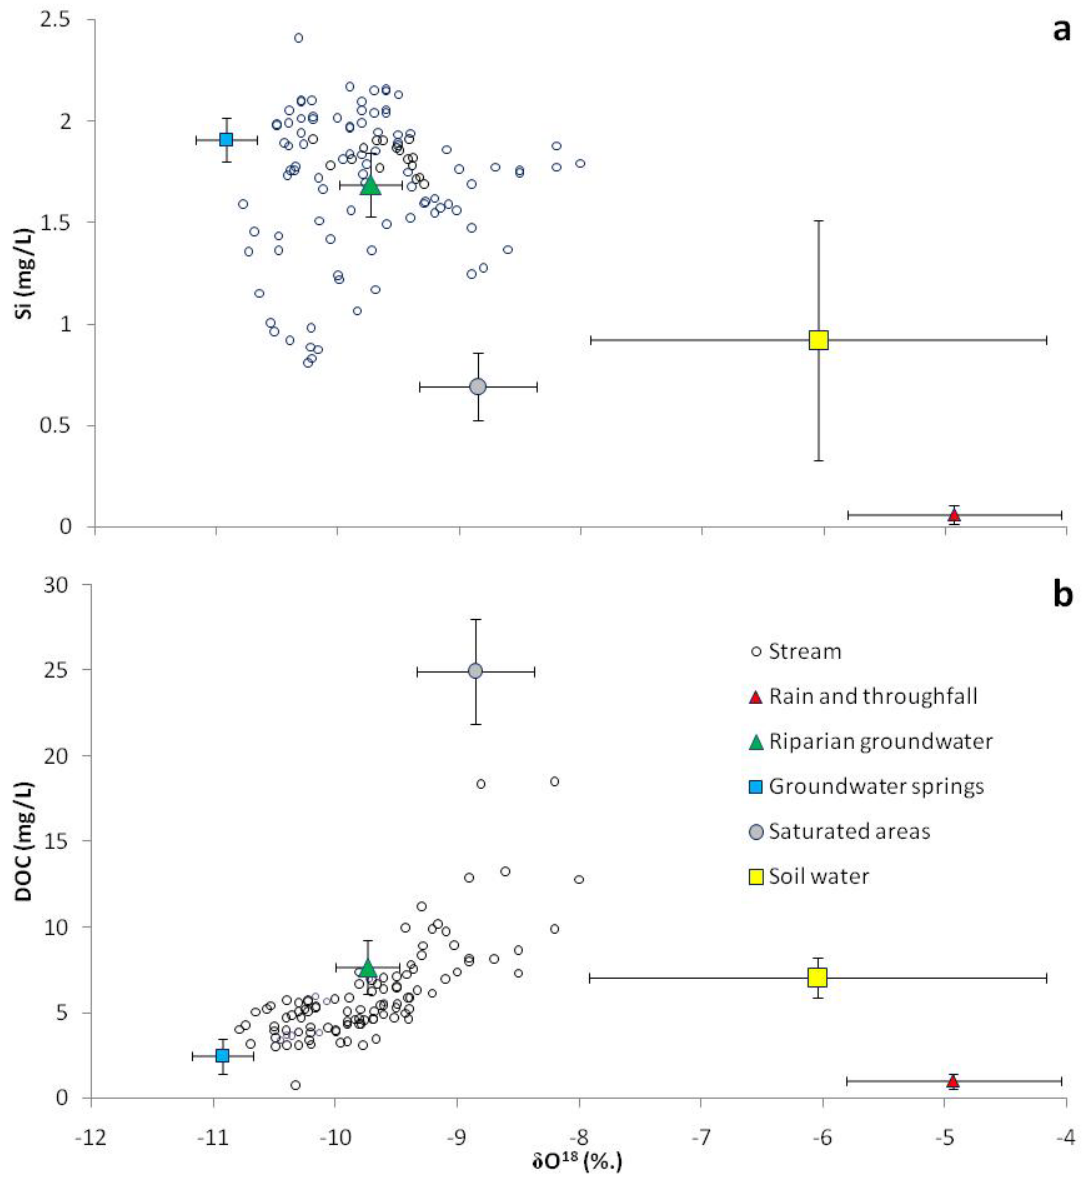 a
2.5
2
1.5
1
0.5
0
Si (mg/L)
b
30
25
20
15
10
5
0
DOC (mg/L)
Stream
Rain and throughfall
Riparian groundwater
Groundwater springs
Saturated areas
Soil water
-12 -11 -10 -9 -8 -7 -6 -5 -4
δO¹⁸ (%.)